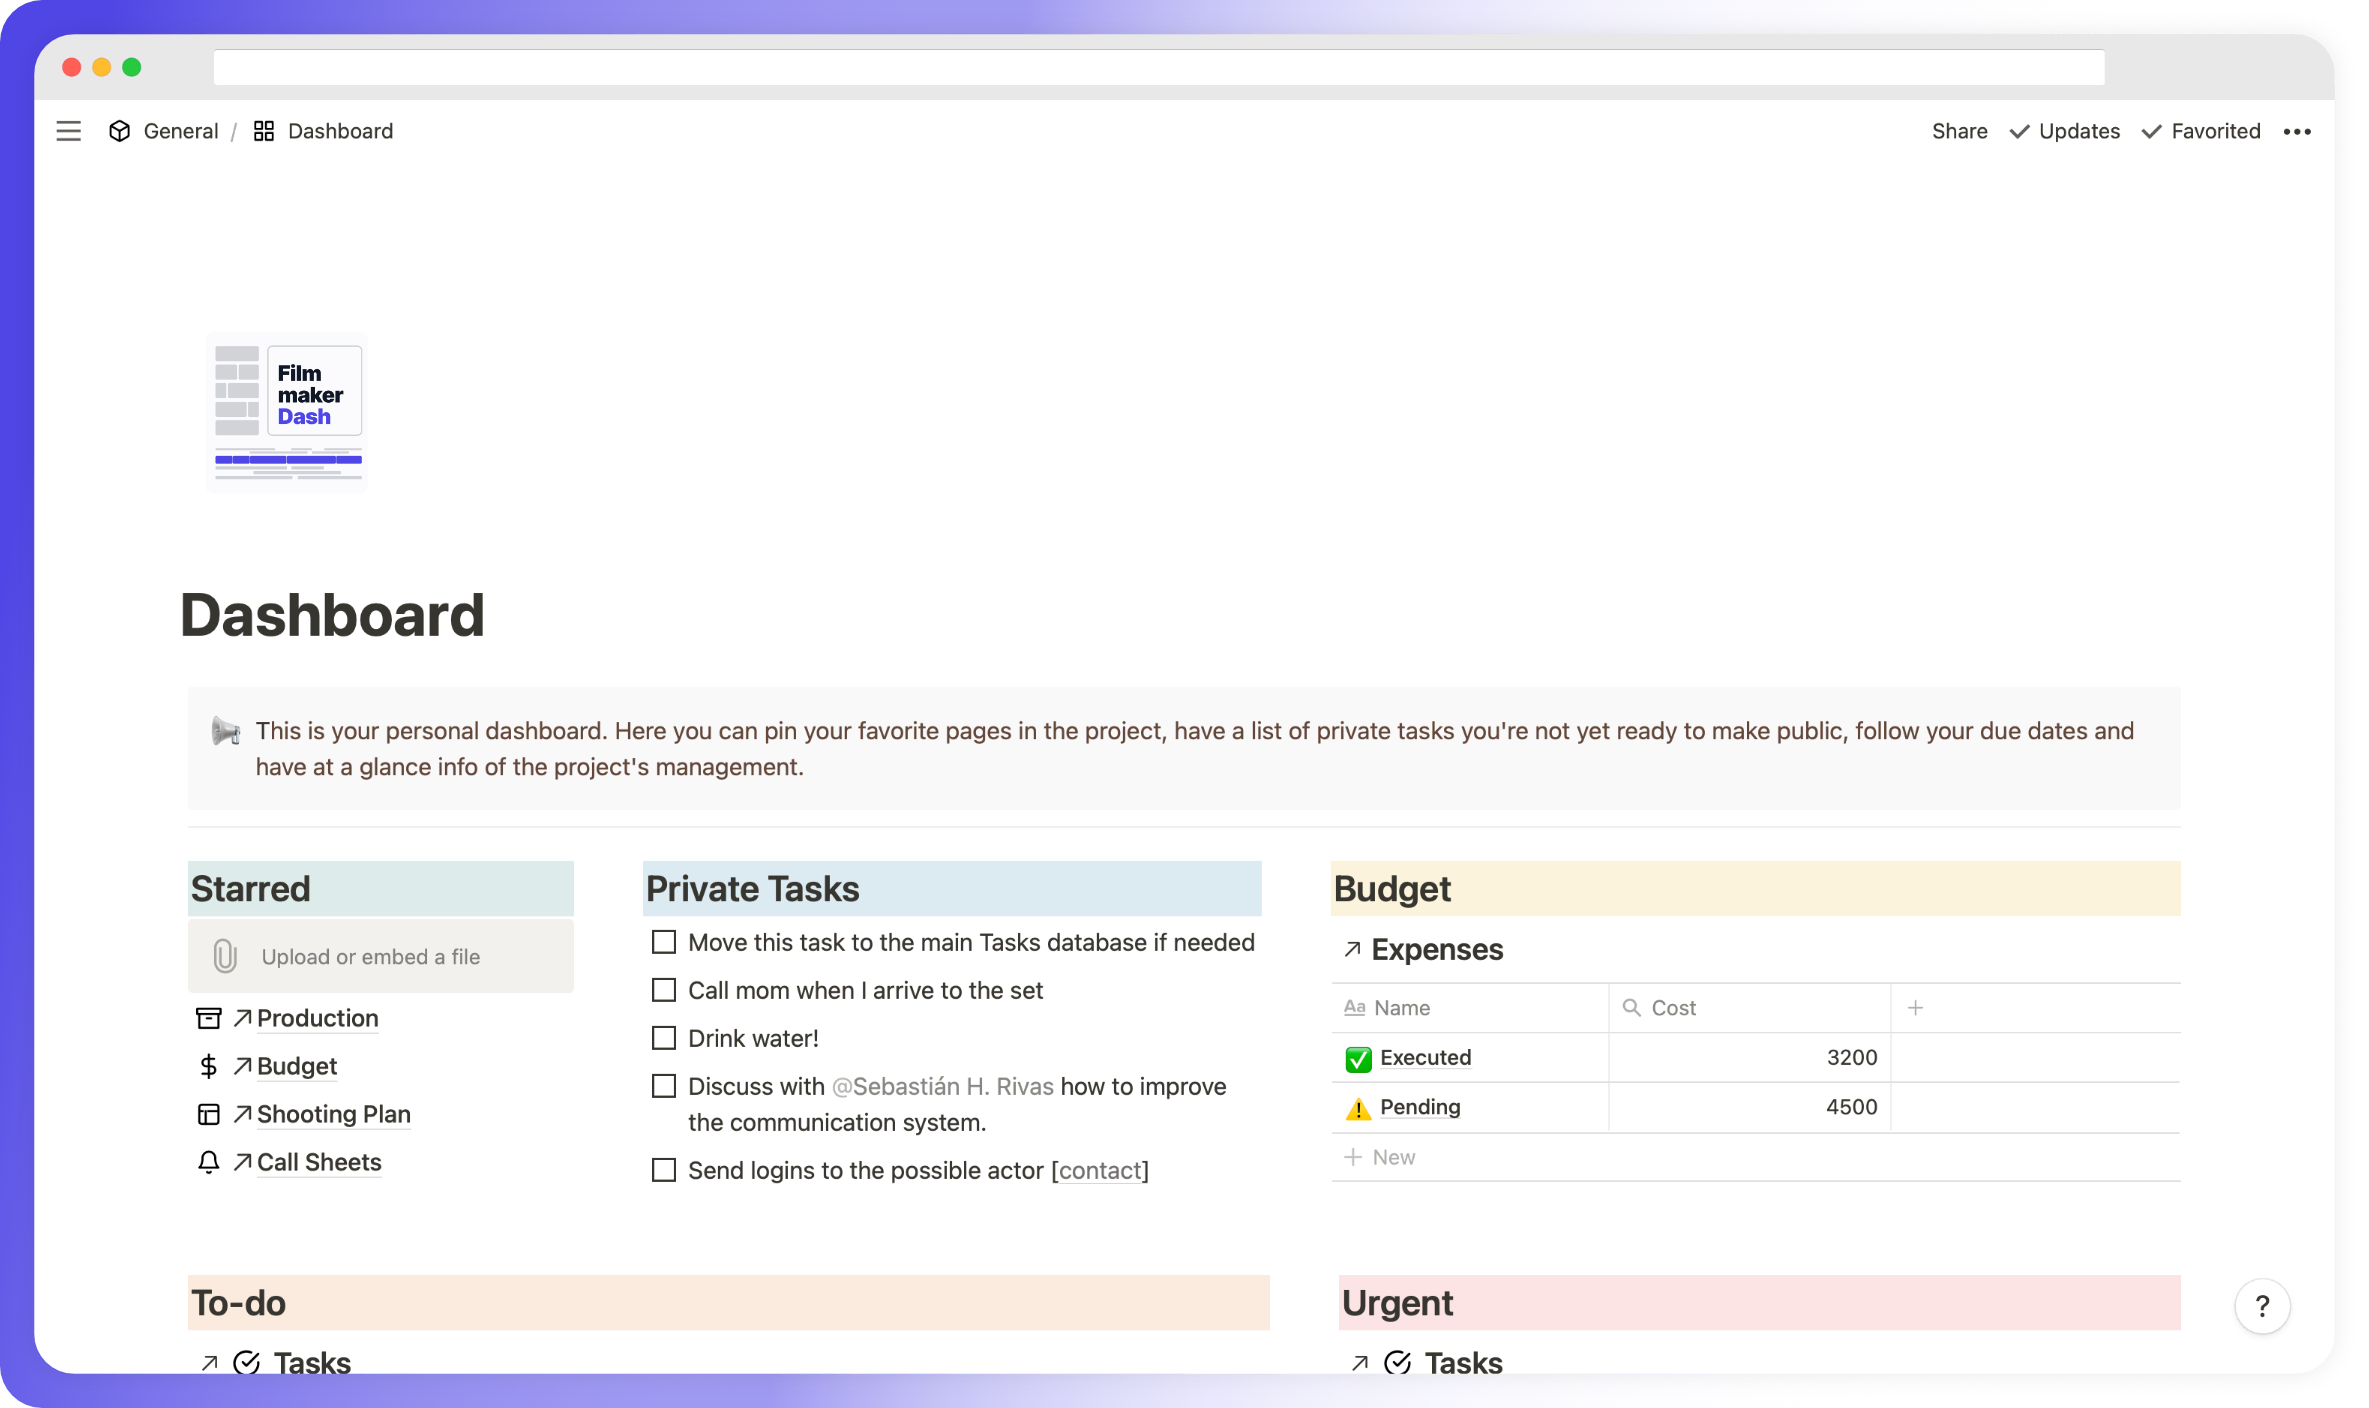 General / Dashboard
Share Updates Favorited
Film
maker
Dash
Dashboard
This is your personal dashboard. Here you can pin your favorite pages in the project, have a list of private tasks you're not yet ready to make public, follow your due dates and
have at a glance info of the project's management.
Starred
Upload or embed a file
Production
Budget
Shooting Plan
Call Sheets
Private Tasks
Move this task to the main Tasks database if needed
Call mom when I arrive to the set
Drink water!
Discuss with @Sebastián H. Rivas how to improve
the communication system.
Send logins to the possible actor [contact]
Budget
Expenses
Aa Name Cost +
Executed 3200
Pending 4500
+ New
To-do
Tasks
Urgent
Tasks
?